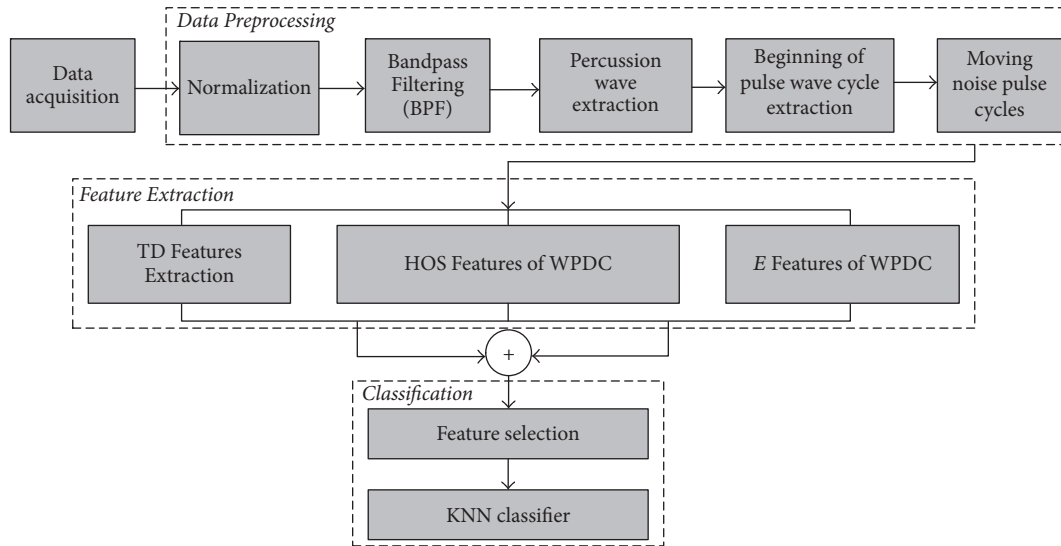 Data Preprocessing
Data
acquisition
Normalization
Bandpass
Filtering
(BPF)
Percussion
wave
extraction
Beginning of
pulse wave cycle
extraction
Moving
noise pulse
cycles
Feature Extraction
TD Features
Extraction
HOS Features of WPDC
E Features of WPDC
+
Classification
Feature selection
KNN classifier